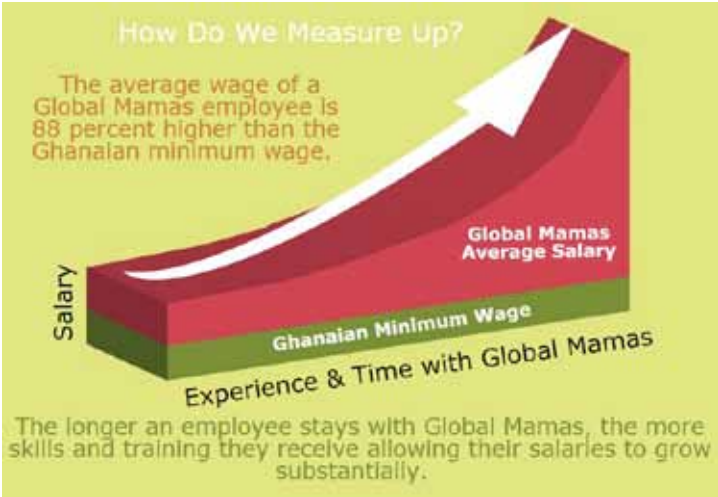 How Do We Measure Up?
The average wage of a
Global Mamas employee is
88 percent higher than the
Ghanaian minimum wage.
Global Mamas
Average Salary
Salary
Ghanaian Minimum Wage
Experience & Time with Global Mamas
The longer an employee stays with Global Mamas, the more
skills and training they receive allowing their salaries to grow
substantially.